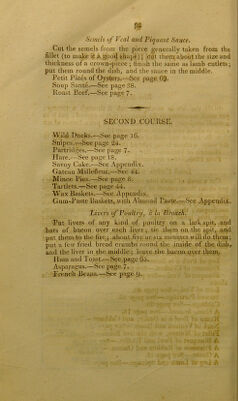 Semels of Veal and Piquant Sauce.
Cut the semels from the piece generally taken from the
fillet (to make it a good shape); cut them about the size and
thickness of a crown-piece; finish the same as lamb cutlets;
put them round the dish, and the sauce in the middle.
Petit Patés of Oysters.—See page 69.
Soup Santé.—See page 38.
Roast Beef.—See page 7.
SECOND COURSE.
Wild Ducks.—See page 16.
Snipes.—See page 24.
Partridges.—See page 7.
Hare.—See page 18.
Savoy Cake.—See Appendix.
Gateau Millefleur.—See 44.
Mince Pies.—See page 8.
Tartlets.—See page 44.
Wax Baskets.—See Appendix.
Gum-Paste Baskets, with Almond Paste.—See Appendix.
Livers of Poultry, à la Broach.
Put livers of any kind of poultry on a lark spit, and
bars of bacon over each liver; tie them on the spit, and
put them to the fire; about five or six minutes will do them;
put a few fried bread crumbs round the inside of the dish,
and the liver in the middle; leave the bacon over them.
Ham and Toast.—See page 65.
Asparagus.—See page 7.
French Beans.—See page 9.